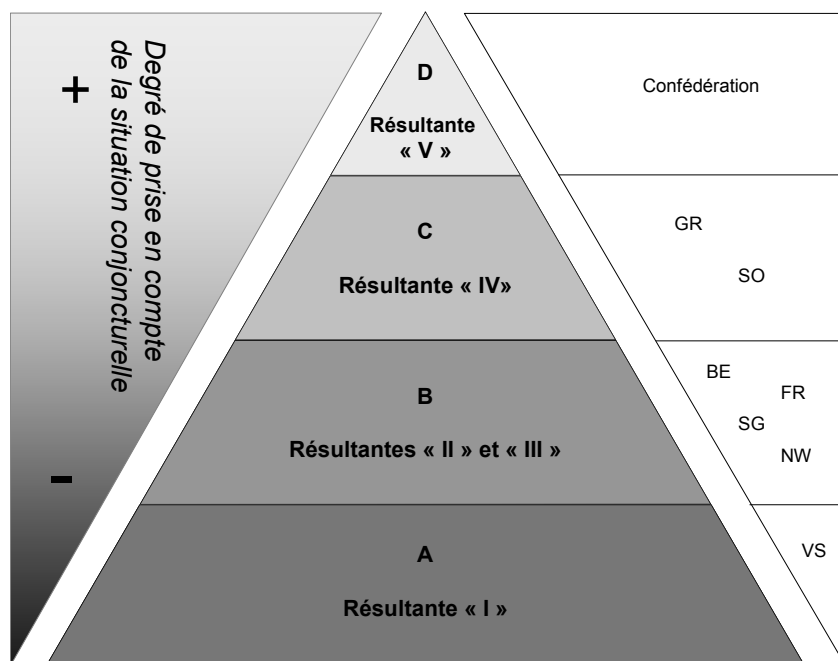 Degré de prise en compte
de la situation conjoncturelle
+
-
D
Résultante
« V »
Confédération
C
Résultante « IV»
GR
SO
B
Résultantes « II » et « III »
BE
FR
SG
NW
A
Résultante « I »
VS